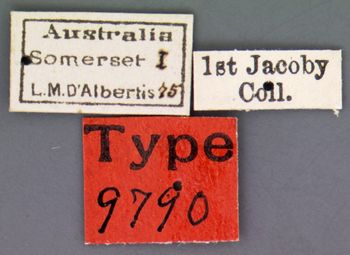 Australia
Somerset I
L.M.D'Albertis 75
1st Jacoby
Coll.
Type
9790